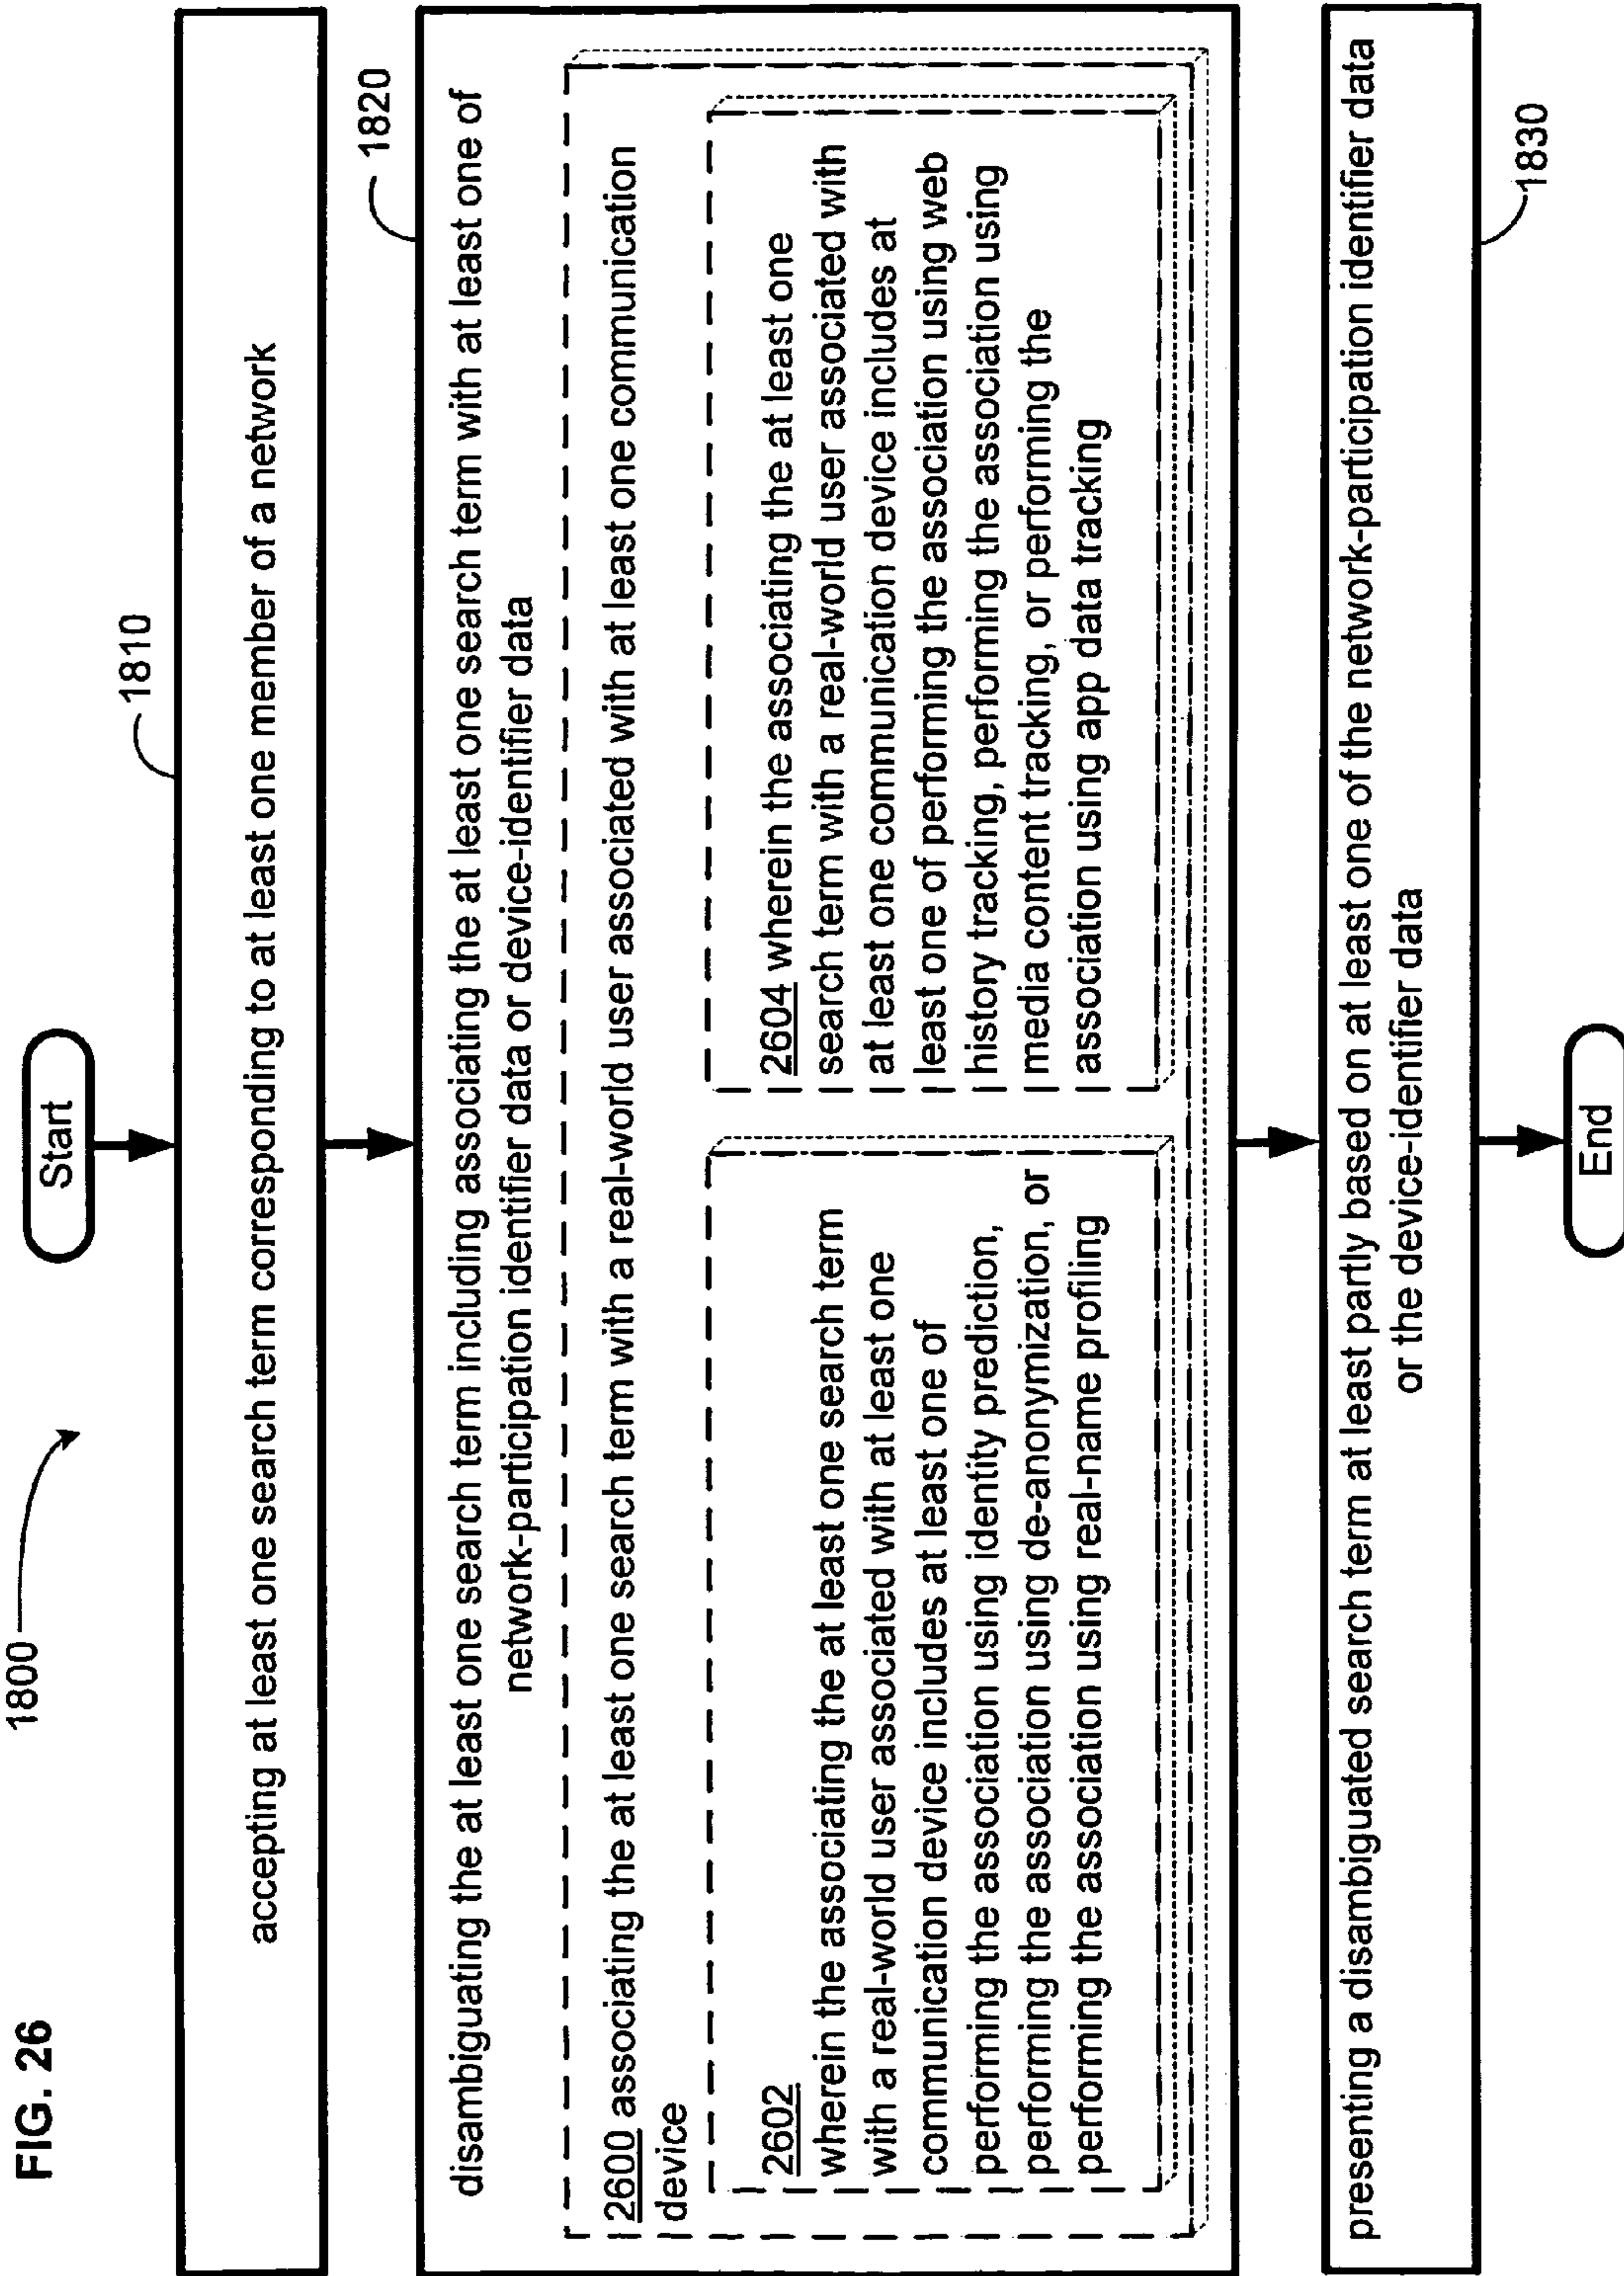 FIG. 26
1800
Start
1810
accepting at least one search term corresponding to at least one member of a network
1820
disambiguating the at least one search term including associating the at least one search term with at least one of
network-participation identifier data or device-identifier data
2600 associating the at least one search term with a real-world user associated with at least one communication
device
2602
wherein the associating the at least one search term
with a real-world user associated with at least one
communication device includes at least one of
performing the association using identity prediction,
performing the association using de-anonymization, or
performing the association using real-name profiling
2604 wherein the associating the at least one
search term with a real-world user associated with
at least one communication device includes at
least one of performing the association using web
history tracking, performing the association using
media content tracking, or performing the
association using app data tracking
presenting a disambiguated search term at least partly based on at least one of the network-participation identifier data
or the device-identifier data
1830
End